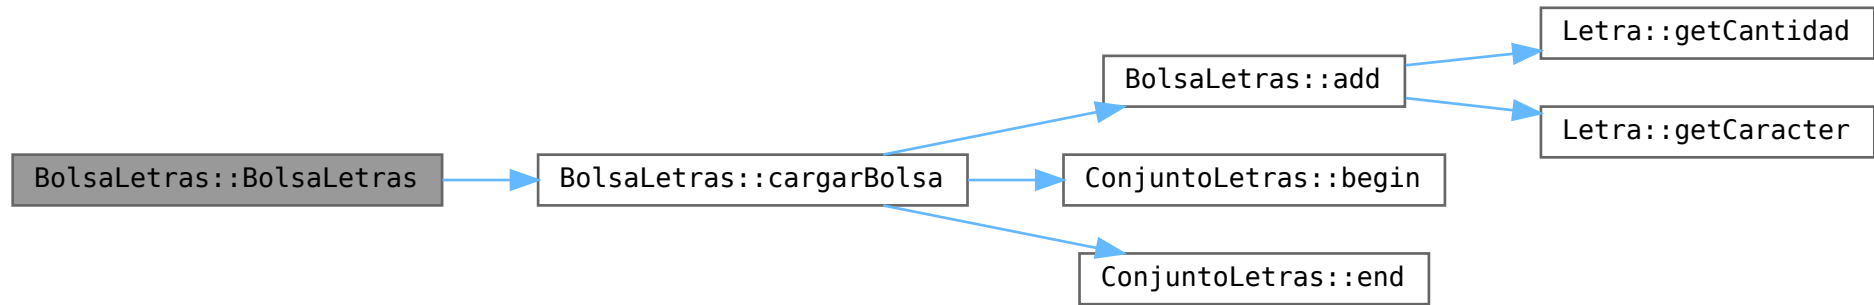 BolsaLetras::BolsaLetras
BolsaLetras::cargarBolsa
BolsaLetras::add
Letra::getCantidad
Letra::getCaracter
ConjuntoLetras::begin
ConjuntoLetras::end